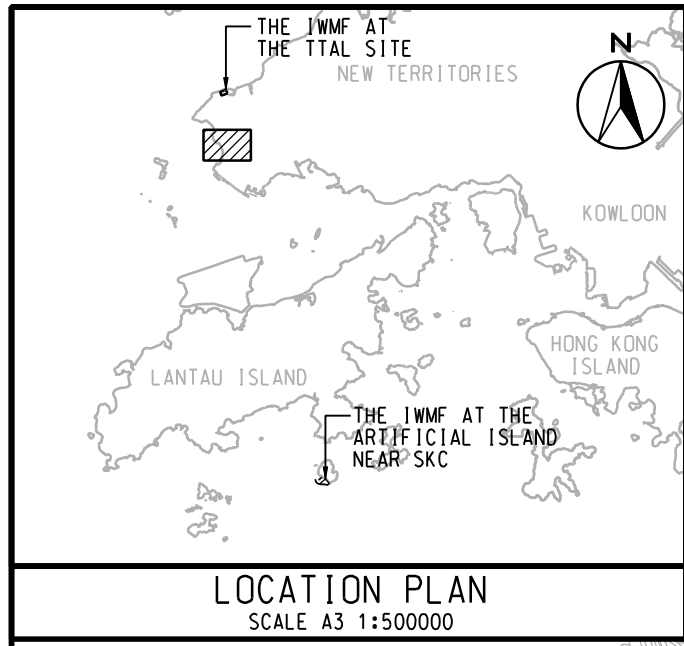 THE IWMF AT
THE TTAL SITE
NEW TERRITORIES
N
KOWLOON
HONG KONG
ISLAND
LANTAU ISLAND
THE IWMF AT THE
ARTIFICIAL ISLAND
NEAR SKC
LOCATION PLAN
SCALE A3 1:500000